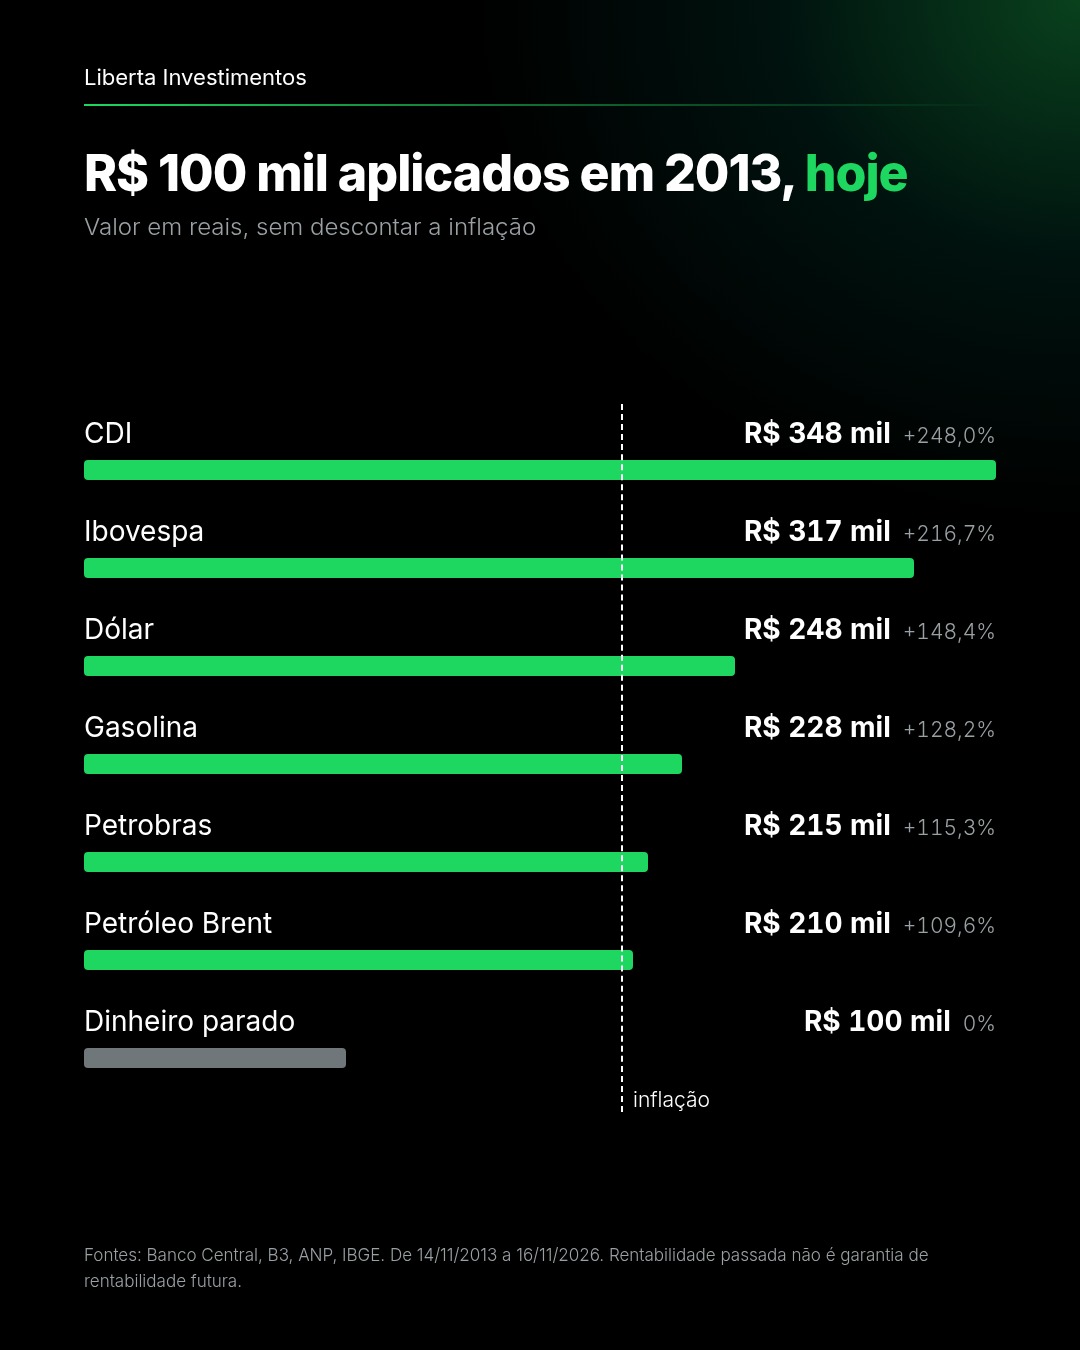 Liberta Investimentos
R$ 100 mil aplicados em 2013, hoje
Valor em reais, sem descontar a inflação
CDI R$ 348 mil +248,0%
Ibovespa R$ 317 mil +216,7%
Dólar R$ 248 mil +148,4%
Gasolina R$ 228 mil +128,2%
Petrobras R$ 215 mil +115,3%
Petróleo Brent R$ 210 mil +109,6%
Dinheiro parado R$ 100 mil 0%
inflação
Fontes: Banco Central, B3, ANP, IBGE. De 14/11/2013 a 16/11/2026. Rentabilidade passada não é garantia de
rentabilidade futura.